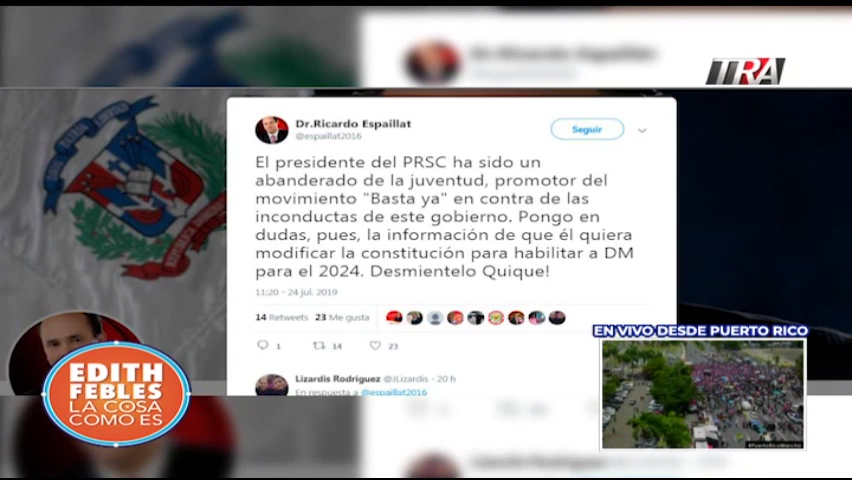 TRA
Dr.Ricardo Espaillat
@espaillat2016
Seguir
El presidente del PRSC ha sido un
abanderado de la juventud, promotor del
movimiento "Basta ya" en contra de las
inconductas de este gobierno. Pongo en
dudas, pues, la información de que él quiera
modificar la constitución para habilitar a DM
para el 2024. Desmientelo Quique!
11:20 - 24 jul. 2019
14 Retweets 23 Me gusta
1 14 23
Lizardis Rodriguez @JLizardis · 20 h
En respuesta a @espaillat2016
EN VIVO DESDE PUERTO RICO
#PuertoRicoMarcha
EDITH
FEBLES
LA COSA
COMO ES